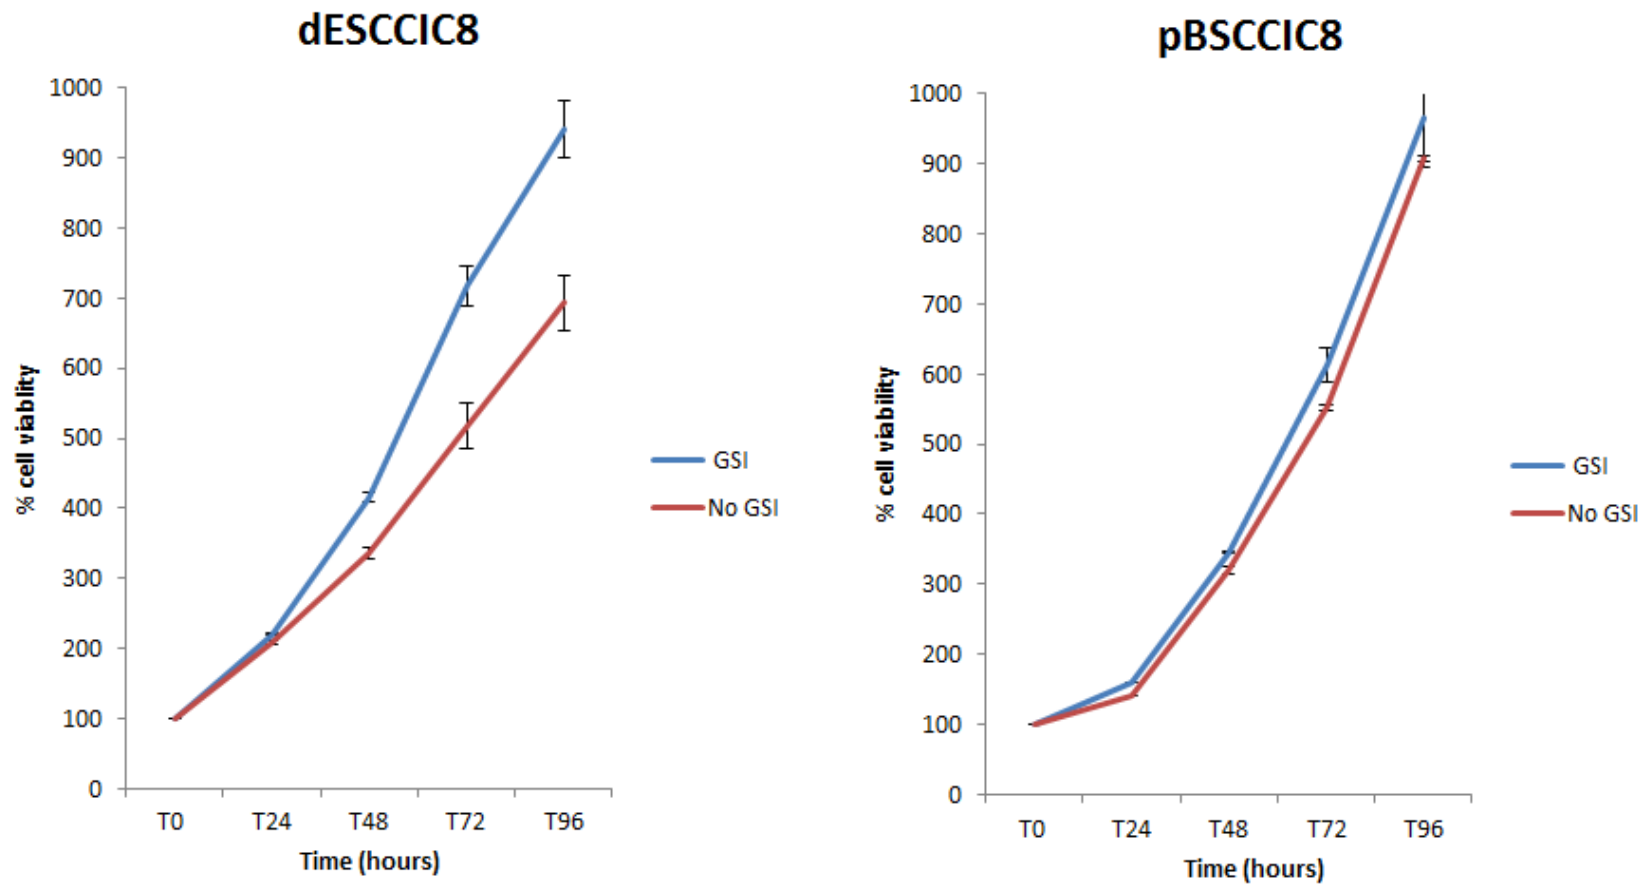 dESCCIC8
% cell viablity
1000
900
800
700
600
500
400
300
200
100
0
T0 T24 T48 T72 T96
Time (hours)
GSI
No GSI
pBSCCIC8
% cell viability
1000
900
800
700
600
500
400
300
200
100
0
T0 T24 T48 T72 T96
Time (hours)
GSI
No GSI